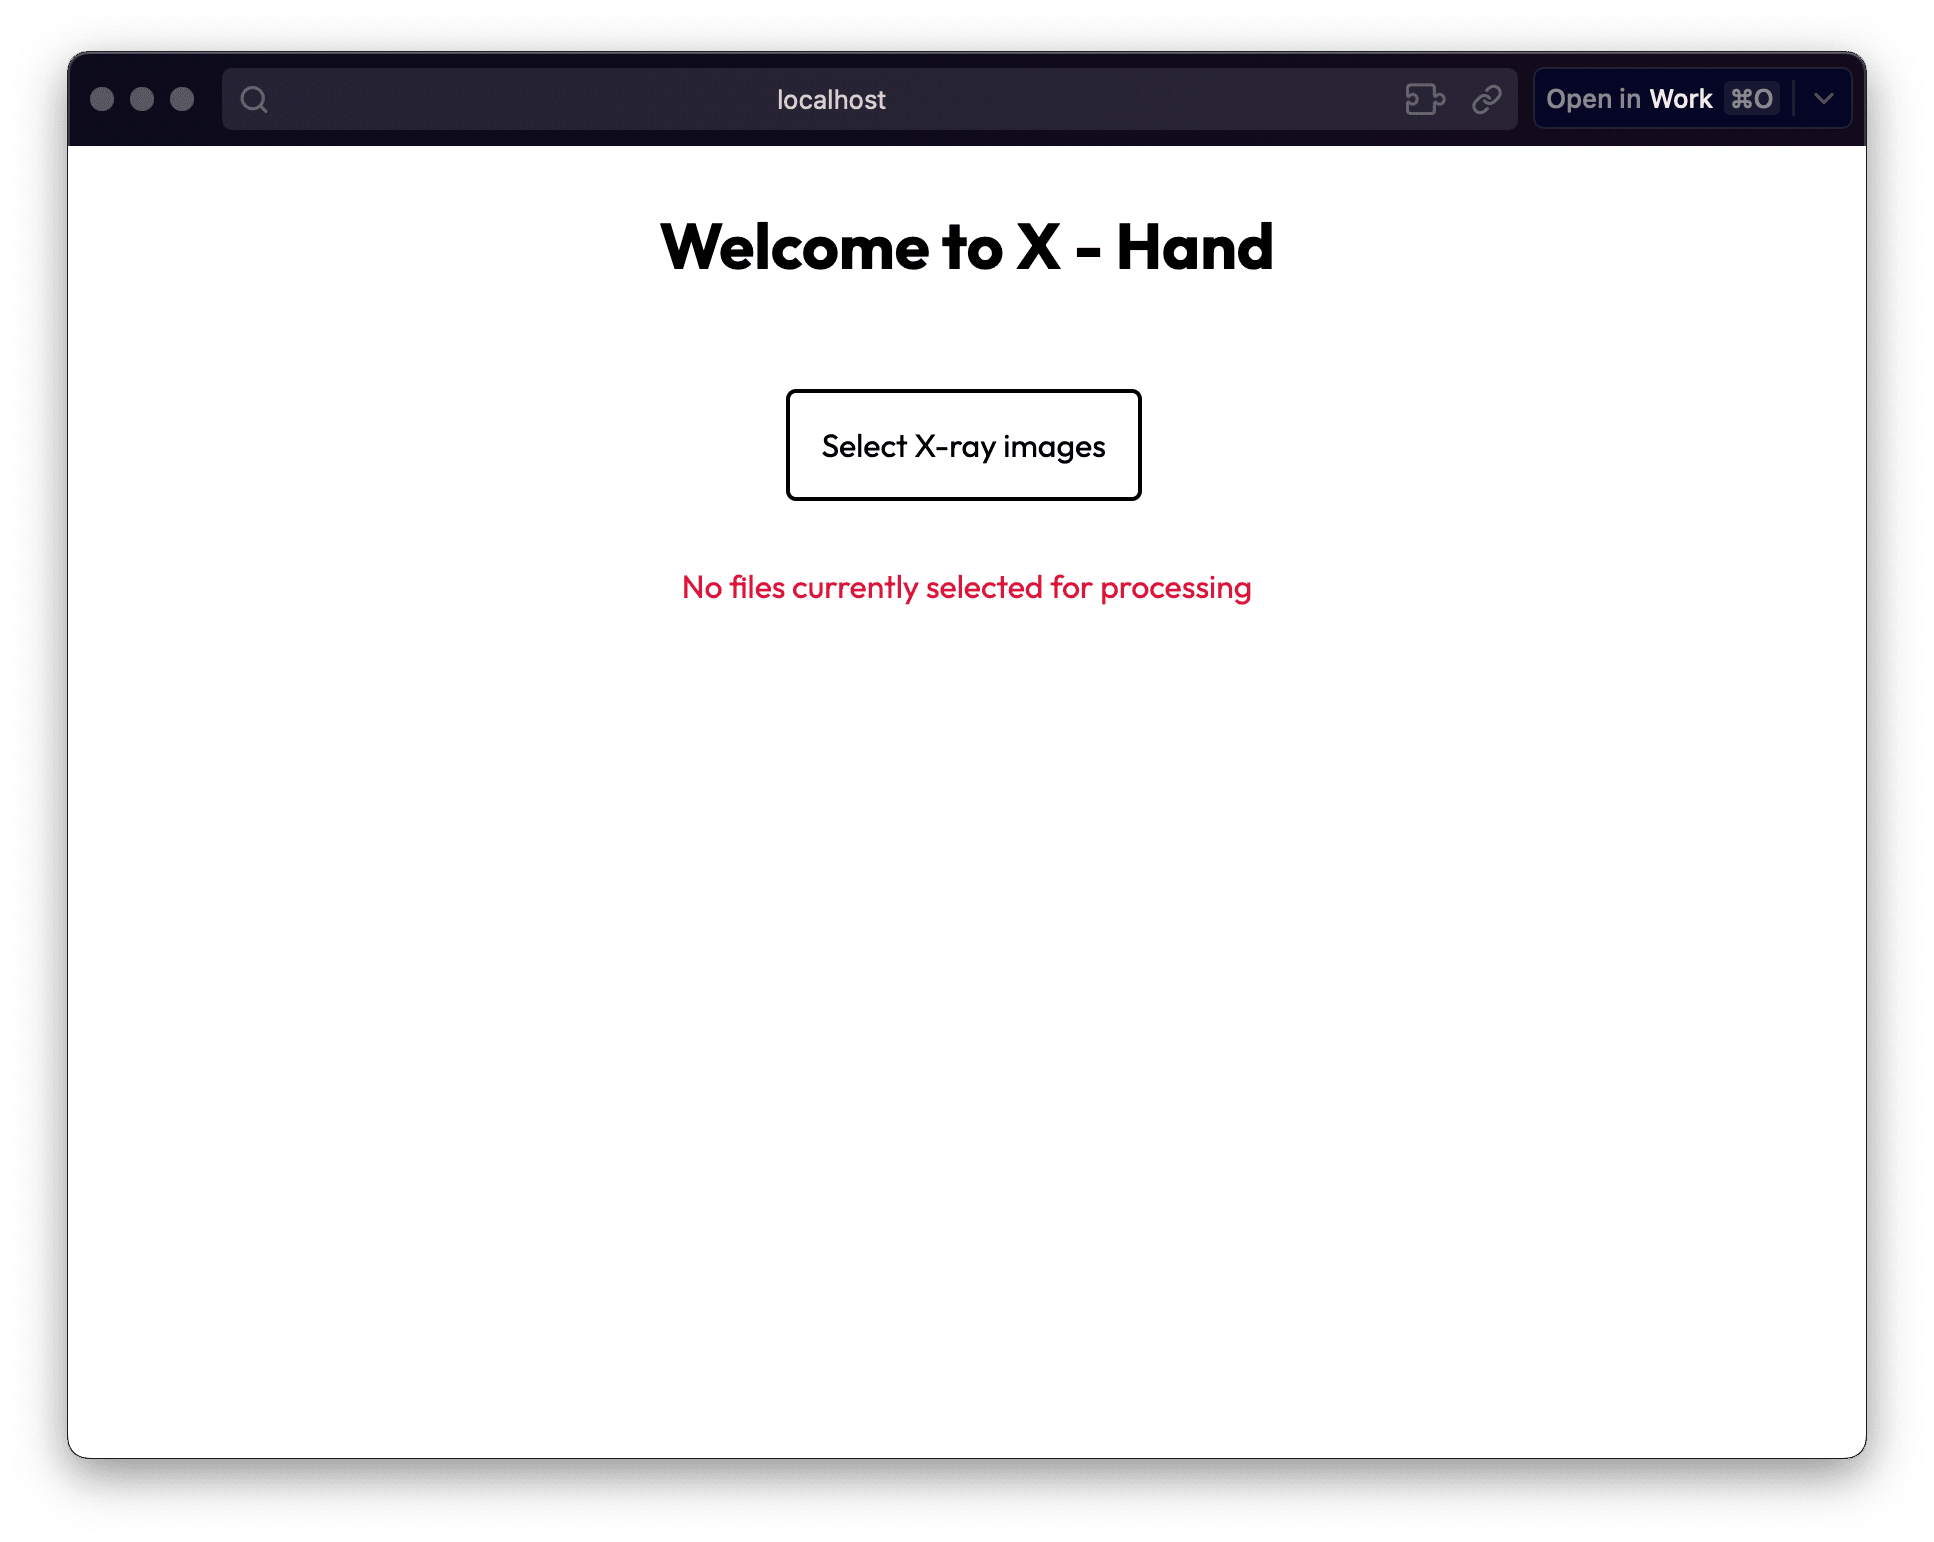 localhost
Open in Work ⌘O
Welcome to X - Hand
Select X-ray images
No files currently selected for processing